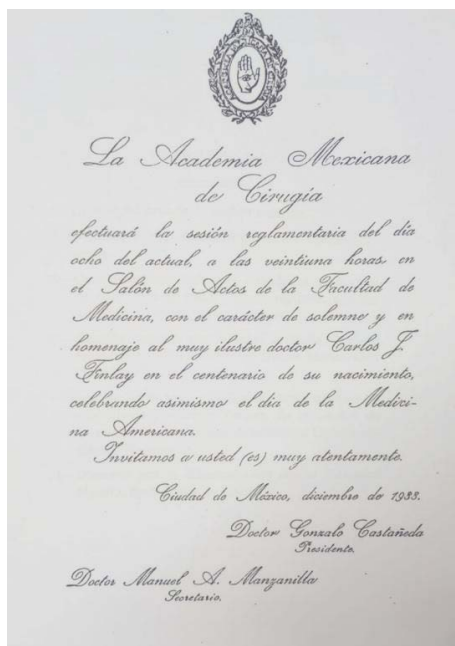 La Academia Mexicana
de Cirugía
efectuará la sesión reglamentaria del día
ocho del actual, a las veintiuna horas en
el Salón de Actos de la Facultad de
Medicina, con el carácter de solemne y en
homenaje al muy ilustre doctor Carlos J.
Finlay en el centenario de su nacimiento,
celebrando asimismo el día de la Medici-
na Americana.
Invitamos a usted (es) muy atentamente.
Ciudad de México, diciembre de 1933.
Doctor Gonzalo Castañeda
Presidente.
Doctor Manuel A. Manzanilla
Secretario.